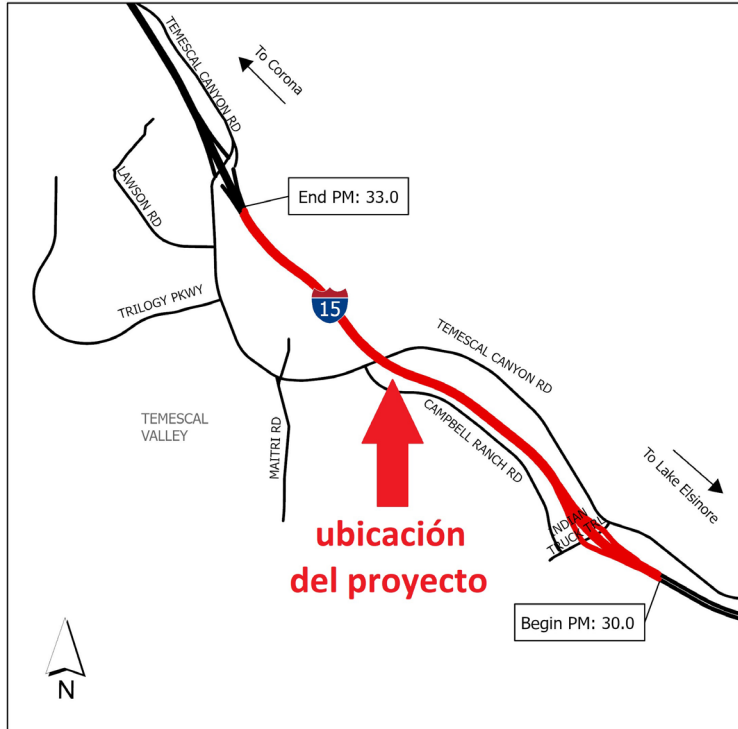 To Corona
TEMESCAL CANYON RD
LAWSON RD
End PM: 33.0
TRILOGY PKWY
15
TEMESCAL CANYON RD
TEMESCAL
VALLEY
MAITRI RD
CAMPBELL RANCH RD
To Lake Elsinore
INDIAN
TRUCK TRL
ubicación
del proyecto
Begin PM: 30.0
N